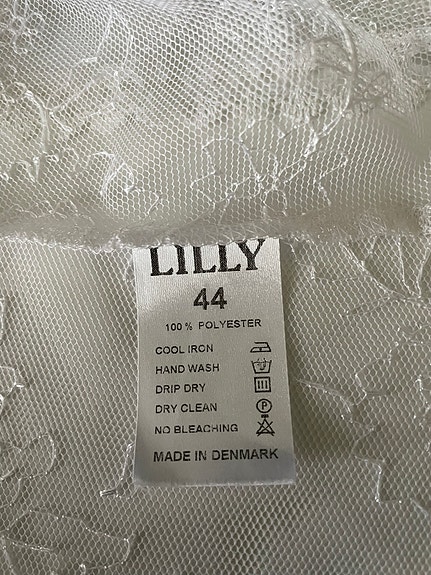 LILLY
44
100% POLYESTER
COOL IRON
HAND WASH
DRIP DRY
DRY CLEAN P
NO BLEACHING
MADE IN DENMARK